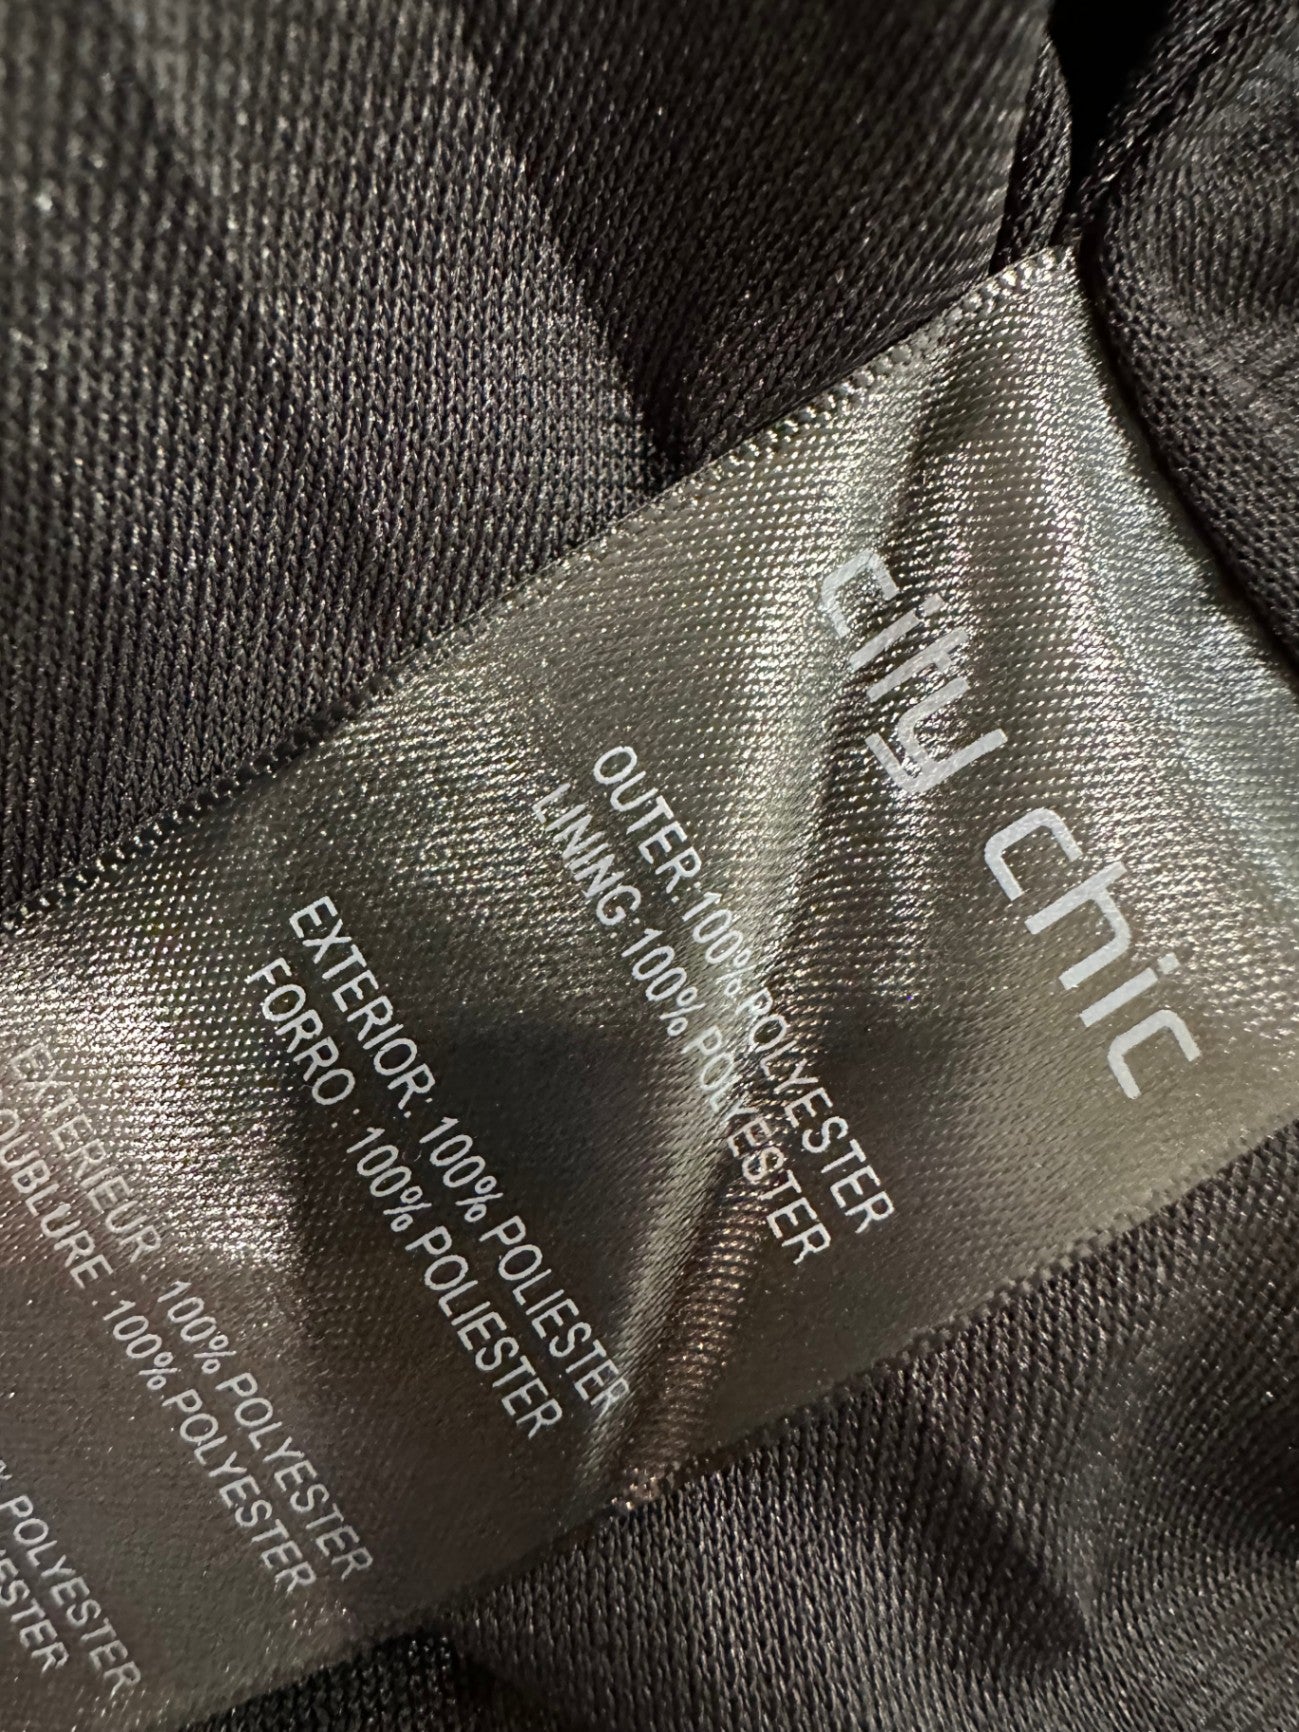 city chic
OUTER: 100% POLYESTER
LINING: 100% POLYESTER
EXTERIOR: 100% POLIESTER
FORRO : 100% POLIESTER
EXTERIEUR : 100% POLYESTER
100% POLYESTER
POLYESTER